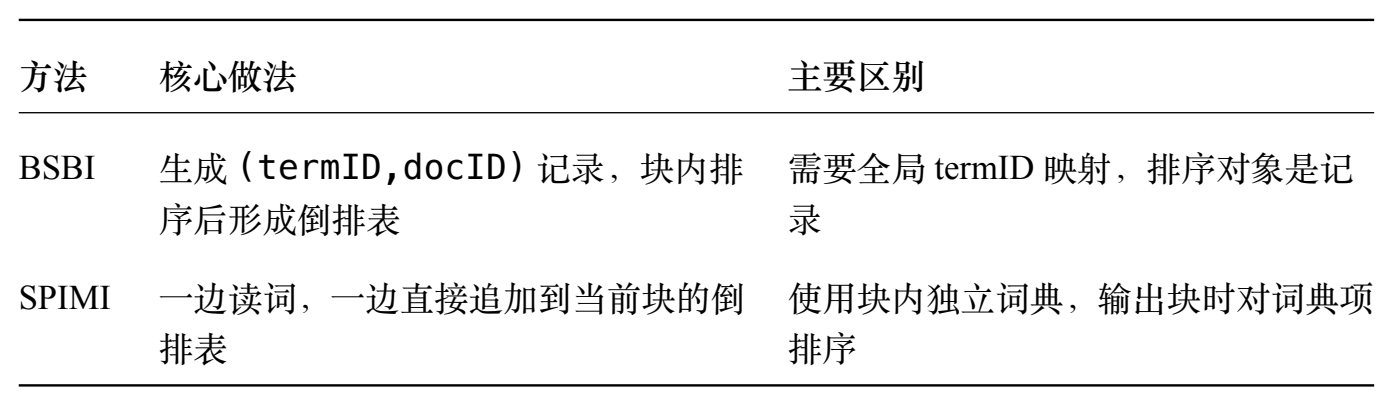 方法 核心做法 主要区别
BSBI 生成 (termID,docID) 记录，块内排 需要全局 termID 映射，排序对象是记
序后形成倒排表 录
SPIMI 一边读词，一边直接追加到当前块的倒 使用块内独立词典，输出块时对词典项
排表 排序